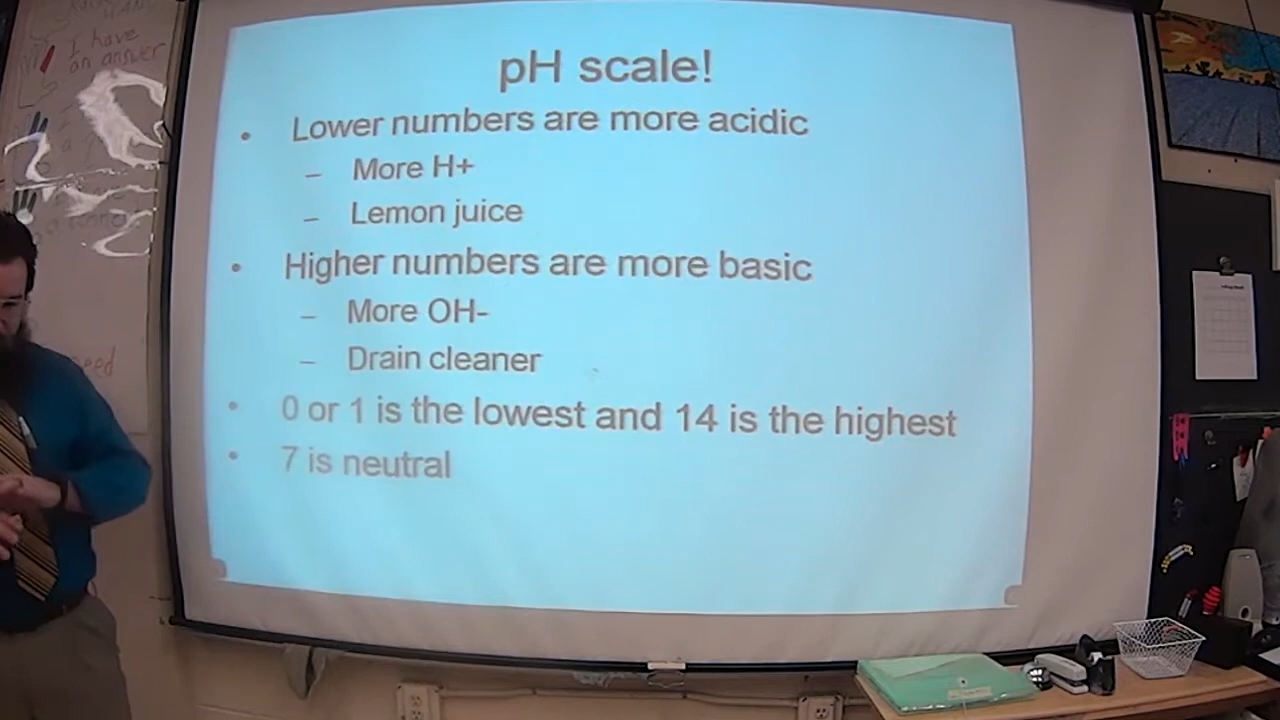 I have
an answer
pH scale!
• Lower numbers are more acidic
– More H+
– Lemon juice
• Higher numbers are more basic
– More OH-
– Drain cleaner
• 0 or 1 is the lowest and 14 is the highest
• 7 is neutral